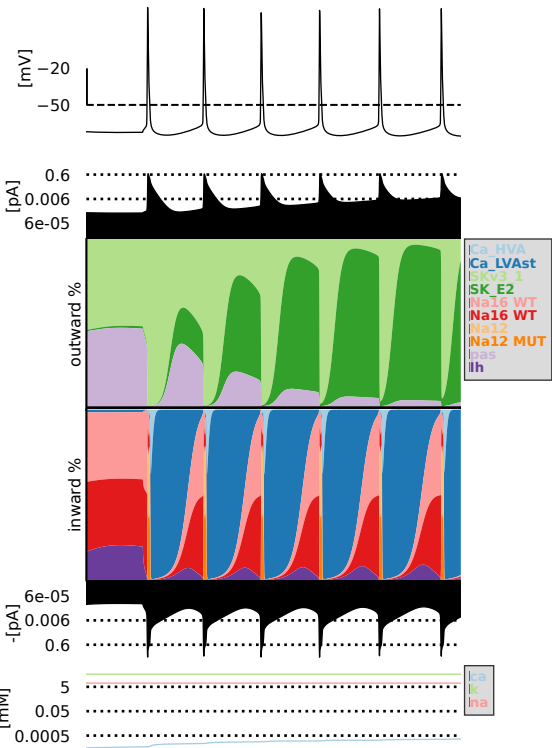 [mV]
−20
−50
[pA]
0.6
0.006
6e-05
outward %
Ca_HVA
Ca_LVAst
SKv3_1
SK_E2
Na16 WT
Na16 WT
Na12
Na12 MUT
pas
Ih
inward %
-[pA]
6e-05
0.006
0.6
[mM]
5
0.05
0.0005
ca
k
na